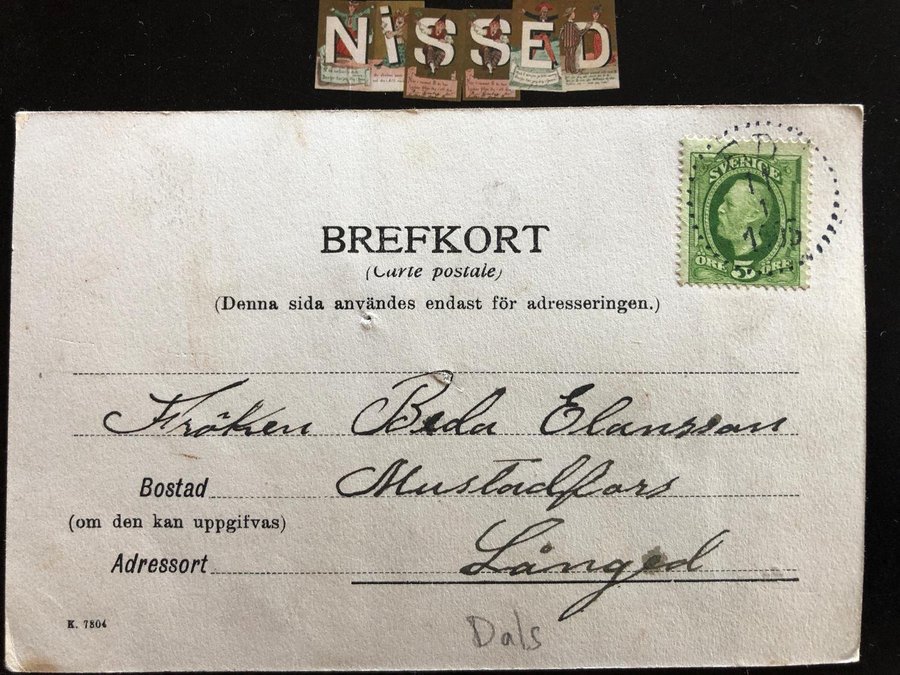 NISSED
SVERIGE
ÖRE 5 ÖRE
BREFKORT
(Carte postale)
(Denna sida användes endast för adresseringen.)
Fröken Beda Elansson
Bostad Mustadfors
(om den kan uppgifvas)
Adressort Långed
K. 7804
Dals